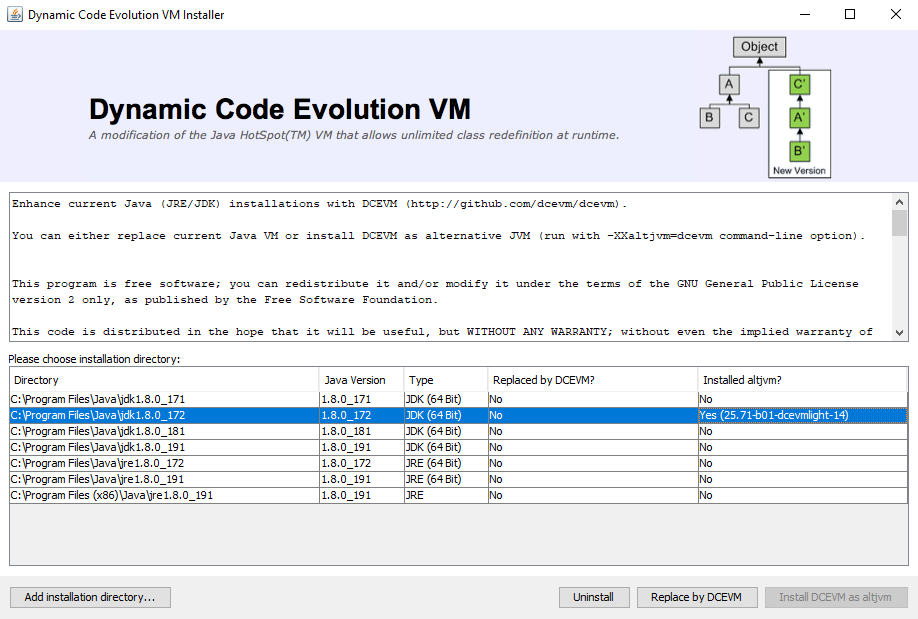 Dynamic Code Evolution VM Installer
Dynamic Code Evolution VM
A modification of the Java HotSpot(TM) VM that allows unlimited class redefinition at runtime.
Object
A
C'
B
C
A'
B'
New Version
Enhance current Java (JRE/JDK) installations with DCEVM (http://github.com/dcevm/dcevm).
You can either replace current Java VM or install DCEVM as alternative JVM (run with -XXaltjvm=dcevm command-line option).
This program is free software; you can redistribute it and/or modify it under the terms of the GNU General Public License
version 2 only, as published by the Free Software Foundation.
This code is distributed in the hope that it will be useful, but WITHOUT ANY WARRANTY; without even the implied warranty of
Please choose installation directory:
Directory Java Version Type Replaced by DCEVM? Installed altjvm?
C:\Program Files\Java\jdk1.8.0_171 1.8.0_171 JDK (64 Bit) No No
C:\Program Files\Java\jdk1.8.0_172 1.8.0_172 JDK (64 Bit) No Yes (25.71-b01-dcevmlight-14)
C:\Program Files\Java\jdk1.8.0_181 1.8.0_181 JDK (64 Bit) No No
C:\Program Files\Java\jdk1.8.0_191 1.8.0_191 JDK (64 Bit) No No
C:\Program Files\Java\jre1.8.0_172 1.8.0_172 JRE (64 Bit) No No
C:\Program Files\Java\jre1.8.0_191 1.8.0_191 JRE (64 Bit) No No
C:\Program Files (x86)\Java\jre1.8.0_191 1.8.0_191 JRE No No
Add installation directory... Uninstall Replace by DCEVM Install DCEVM as altjvm